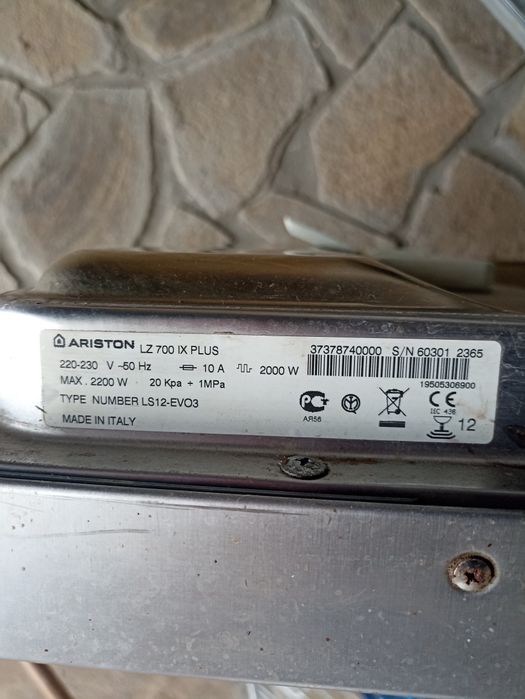 ARISTON LZ 700 IX PLUS
37378740000 S/N 60301 2365
220-230 V ~50 Hz 10 A 2000 W
MAX. 2200 W 20 Kpa ÷ 1MPa
19505306900
TYPE NUMBER LS12-EVO3
MADE IN ITALY
АЯ56
CE
IEC 436
12